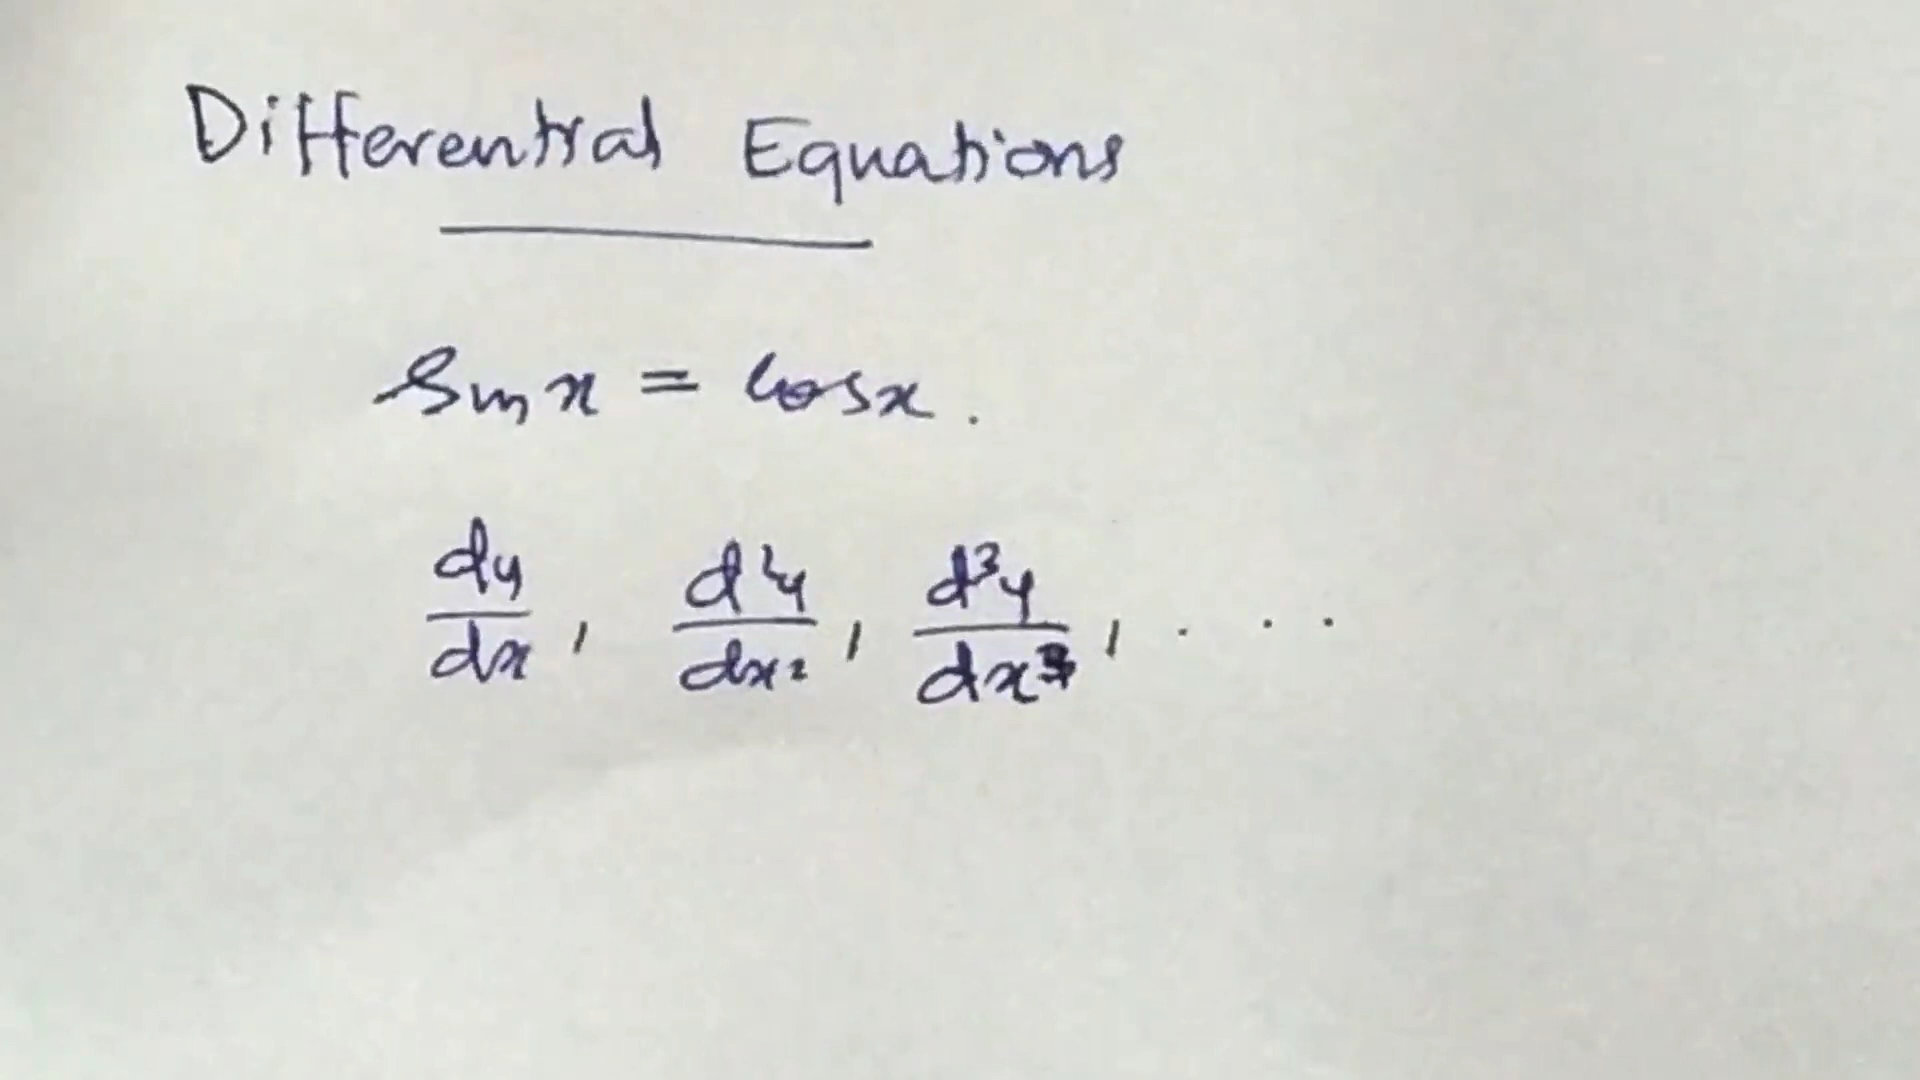 Differential Equations
Sin x = cos x.
dy/dx, d²y/dx², d³y/dx³, . . .